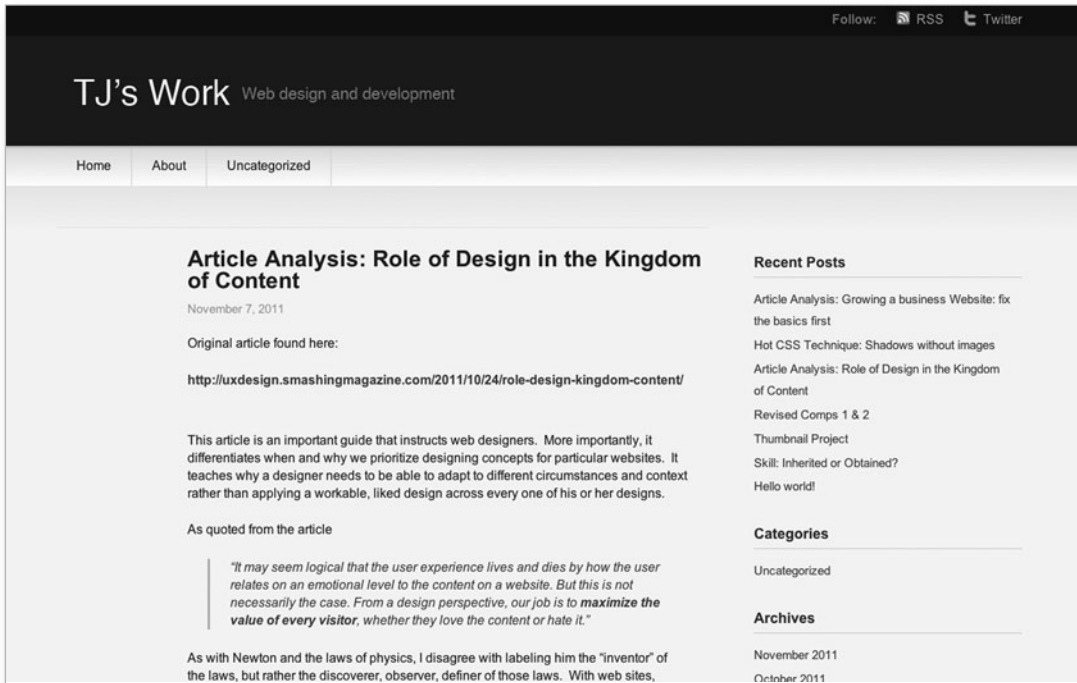 Follow: RSS Twitter
TJ's Work Web design and development
Home About Uncategorized
Article Analysis: Role of Design in the Kingdom
of Content
November 7, 2011
Original article found here:
http://uxdesign.smashingmagazine.com/2011/10/24/role-design-kingdom-content/
This article is an important guide that instructs web designers.  More importantly, it
differentiates when and why we prioritize designing concepts for particular websites.  It
teaches why a designer needs to be able to adapt to different circumstances and context
rather than applying a workable, liked design across every one of his or her designs.
As quoted from the article
“It may seem logical that the user experience lives and dies by how the user
relates on an emotional level to the content on a website. But this is not
necessarily the case. From a design perspective, our job is to maximize the
value of every visitor, whether they love the content or hate it.”
As with Newton and the laws of physics, I disagree with labeling him the “inventor” of
the laws, but rather the discoverer, observer, definer of those laws.  With web sites,
Recent Posts
Article Analysis: Growing a business Website: fix
the basics first
Hot CSS Technique: Shadows without images
Article Analysis: Role of Design in the Kingdom
of Content
Revised Comps 1 & 2
Thumbnail Project
Skill: Inherited or Obtained?
Hello world!
Categories
Uncategorized
Archives
November 2011
October 2011